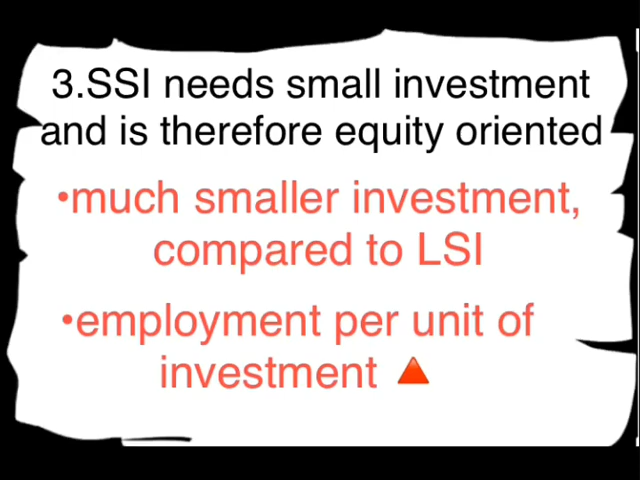 3.SSI needs small investment
and is therefore equity oriented
•much smaller investment,
compared to LSI
•employment per unit of
investment 🔺